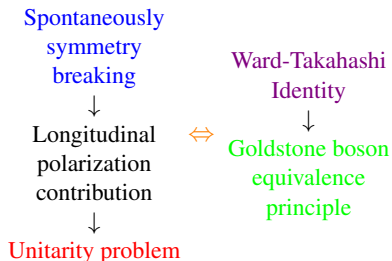 Spontaneously
symmetry
breaking
↓
Longitudinal
polarization
contribution
↓
Unitarity problem
⇔
Ward-Takahashi
Identity
↓
Goldstone boson
equivalence
principle